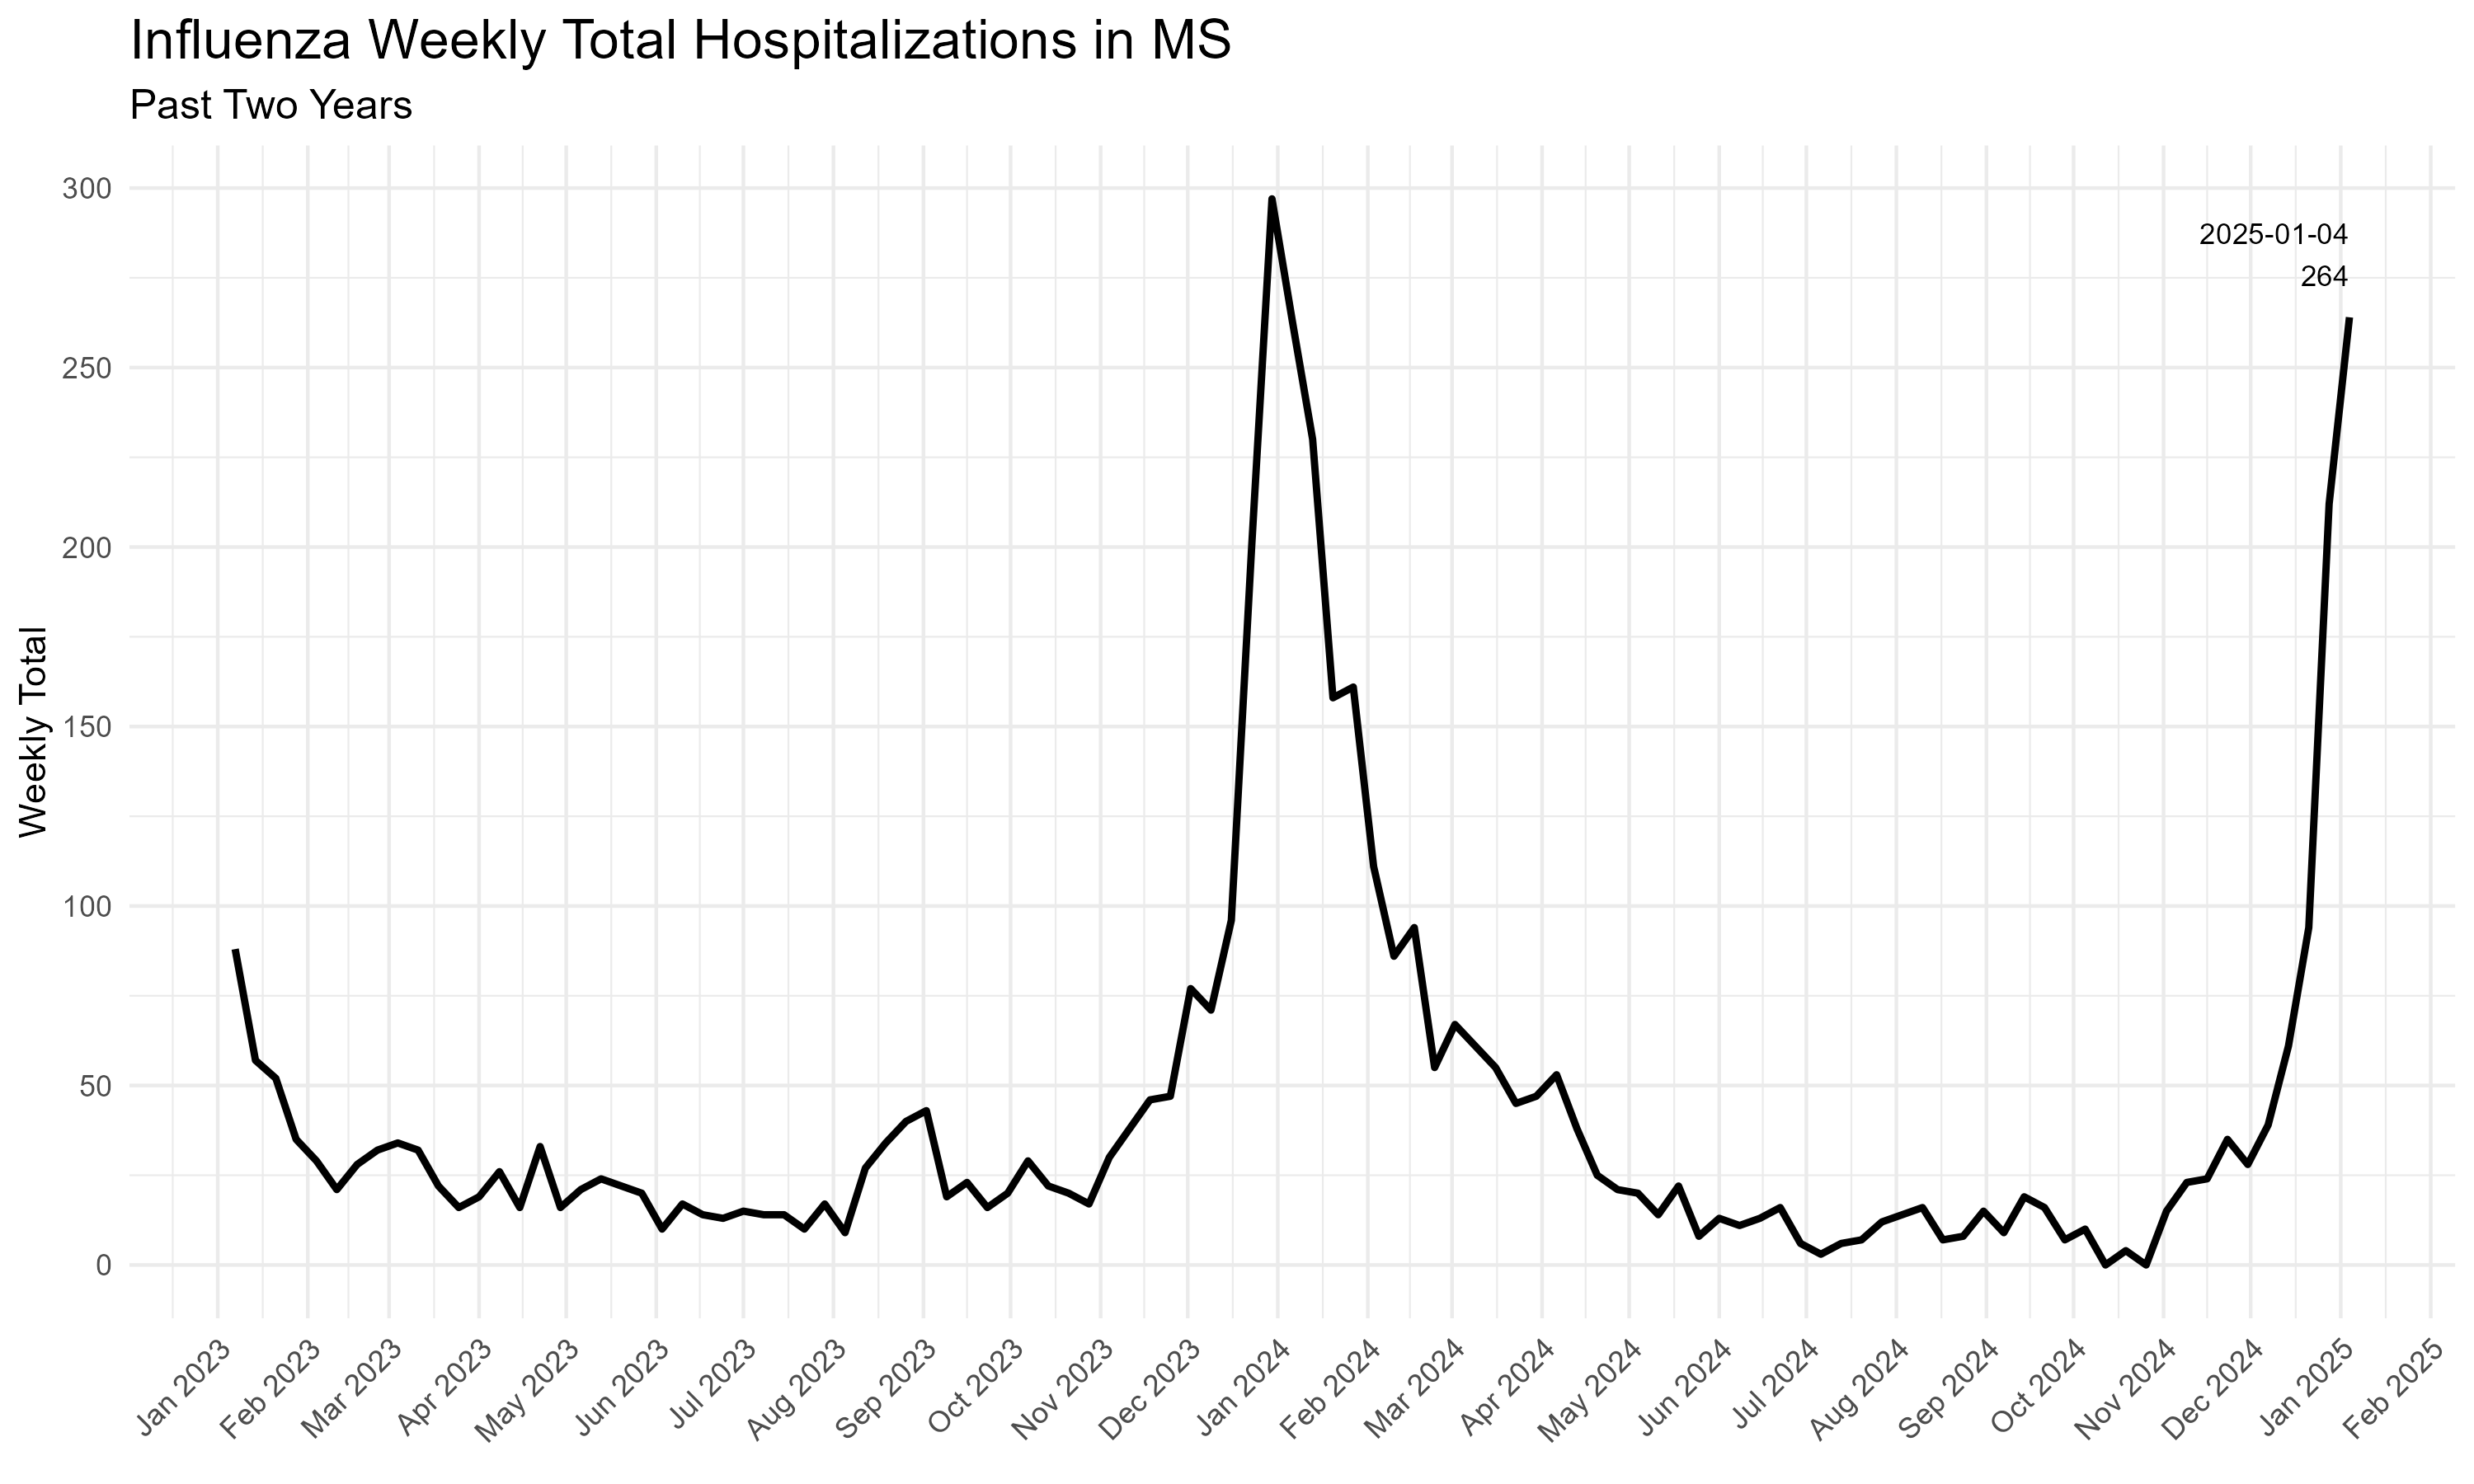 Influenza Weekly Total Hospitalizations in MS
Past Two Years
Weekly Total
300
250
200
150
100
50
0
2025-01-04
264
Jan 2023
Feb 2023
Mar 2023
Apr 2023
May 2023
Jun 2023
Jul 2023
Aug 2023
Sep 2023
Oct 2023
Nov 2023
Dec 2023
Jan 2024
Feb 2024
Mar 2024
Apr 2024
May 2024
Jun 2024
Jul 2024
Aug 2024
Sep 2024
Oct 2024
Nov 2024
Dec 2024
Jan 2025
Feb 2025